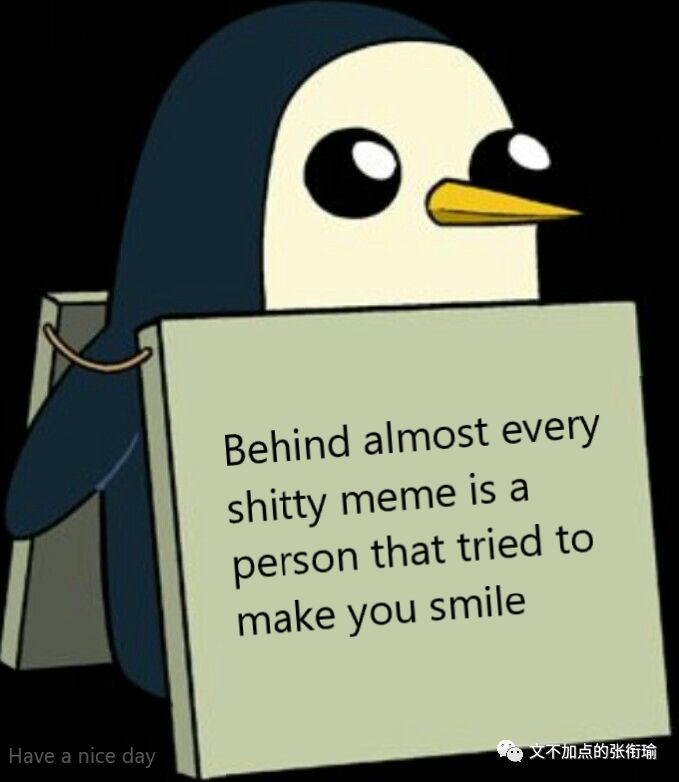 Behind almost every
shitty meme is a
person that tried to
make you smile
Have a nice day
文不加点的张衔瑜